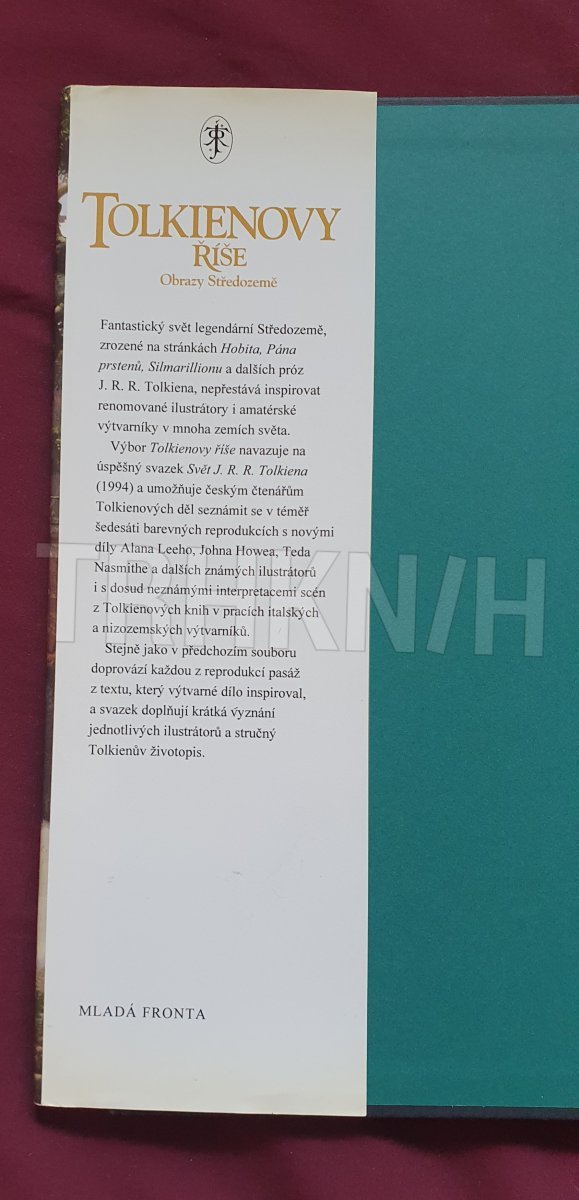 TOLKIENOVY
ŘÍŠE
Obrazy Středozemě
Fantastický svět legendární Středozemě,
zrozené na stránkách Hobita, Pána
prstenů, Silmarillionu a dalších próz
J. R. R. Tolkiena, nepřestává inspirovat
renomované ilustrátory i amatérské
výtvarníky v mnoha zemích světa.
Výbor Tolkienovy říše navazuje na
úspěšný svazek Svět J. R. R. Tolkiena
(1994) a umožňuje českým čtenářům
Tolkienových děl seznámit se v téměř
šedesáti barevných reprodukcích s novými
díly Alana Leeho, Johna Howea, Teda
Nasmithe a dalších známých ilustrátorů
i s dosud neznámými interpretacemi scén
z Tolkienových knih v pracích italských
a nizozemských výtvarníků.
Stejně jako v předchozím souboru
doprovází každou z reprodukcí pasáž
z textu, který výtvarné dílo inspiroval,
a svazek doplňují krátká vyznání
jednotlivých ilustrátorů a stručný
Tolkienův životopis.
MLADÁ FRONTA